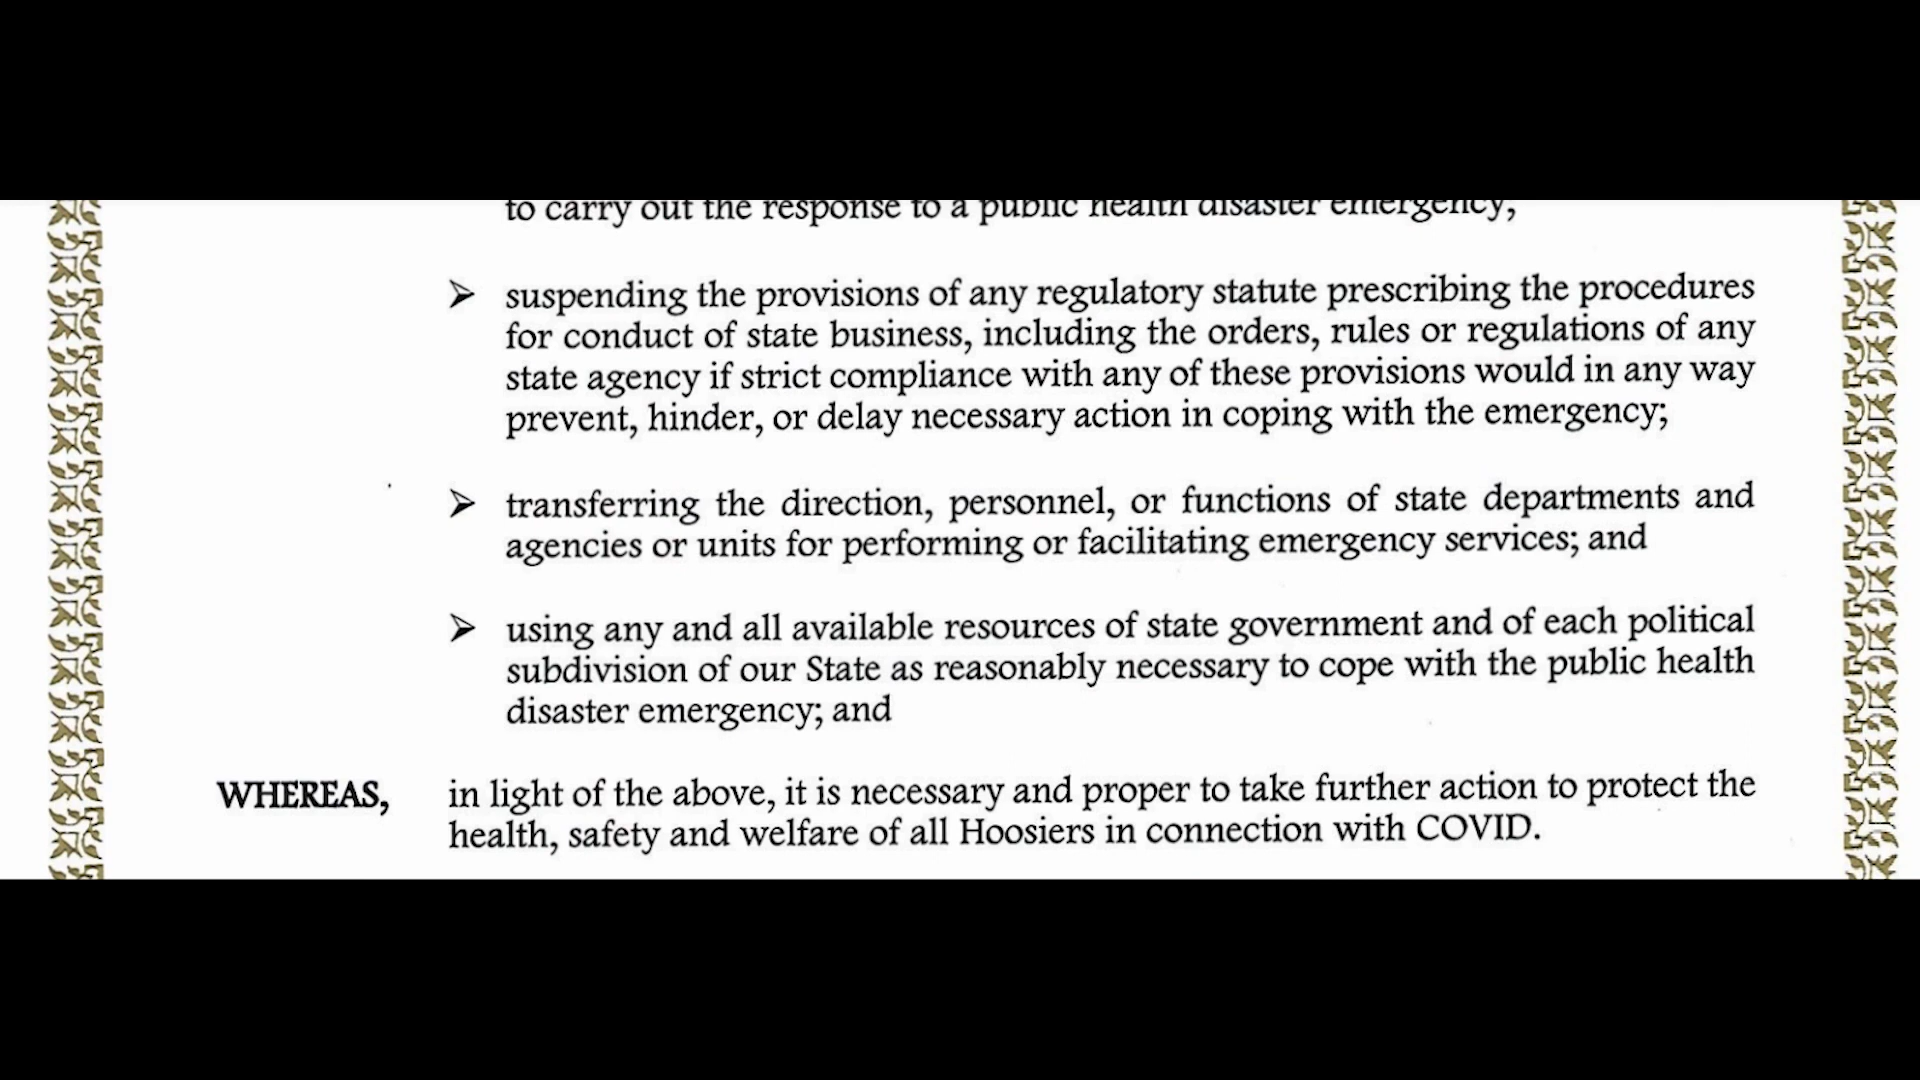 to carry out the response to a public health disaster emergency;
➢ suspending the provisions of any regulatory statute prescribing the procedures
for conduct of state business, including the orders, rules or regulations of any
state agency if strict compliance with any of these provisions would in any way
prevent, hinder, or delay necessary action in coping with the emergency;
➢ transferring the direction, personnel, or functions of state departments and
agencies or units for performing or facilitating emergency services; and
➢ using any and all available resources of state government and of each political
subdivision of our State as reasonably necessary to cope with the public health
disaster emergency; and
WHEREAS, in light of the above, it is necessary and proper to take further action to protect the
health, safety and welfare of all Hoosiers in connection with COVID.